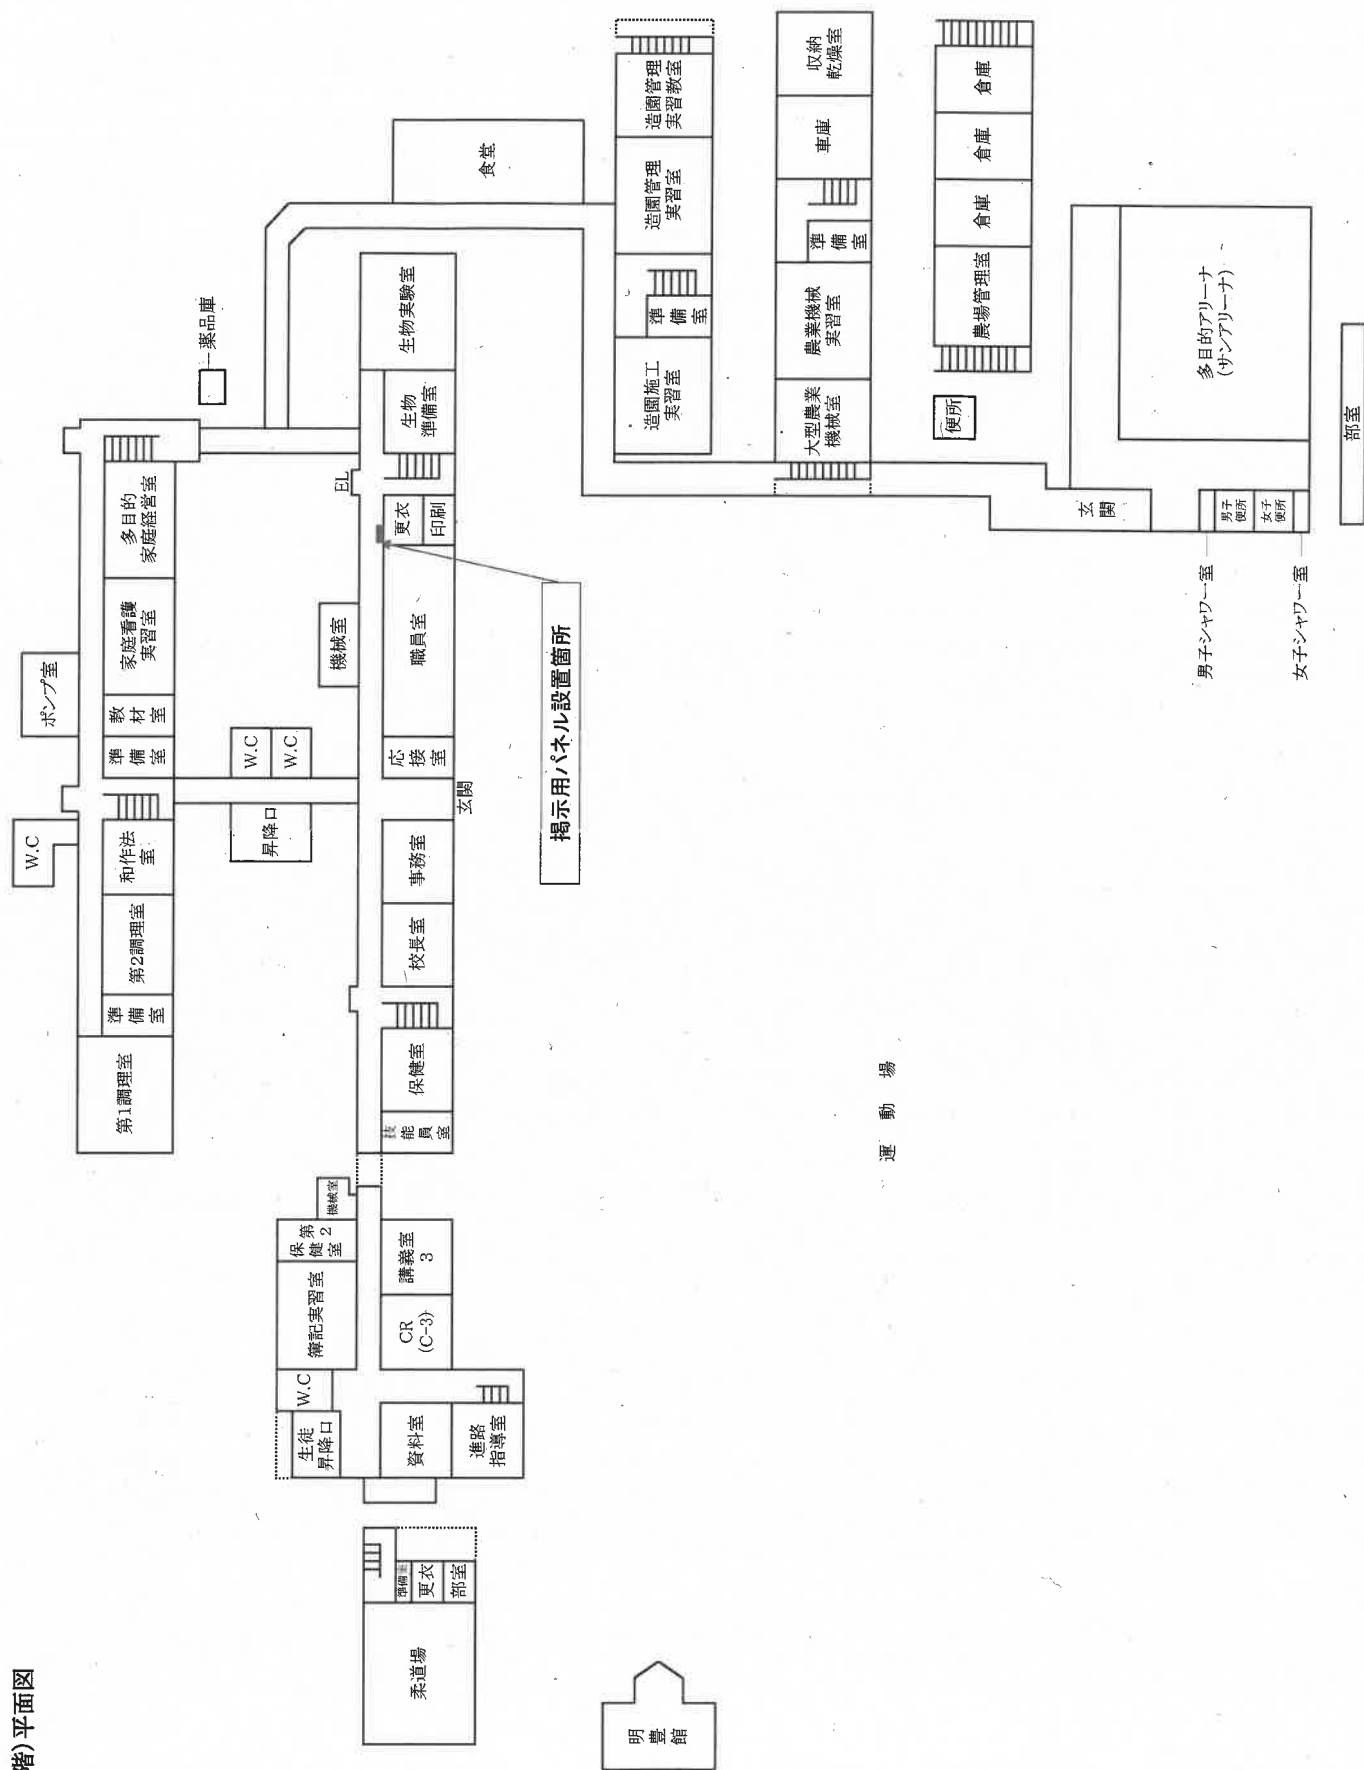 階)平面図
W.C
ポンプ室
第1調理室
準備室
第2調理室
和作法
室
準備室
教材室
家庭看護
実習室
多目的
家庭経営室
薬品庫
昇降口
W.C
W.C
機械室
EL
技能員室
保健室
校長室
事務室
玄関
応接室
職員室
更衣
印刷
生物
準備室
生物実験室
食堂
掲示用パネル設置箇所
柔道場
準備室
更衣
部室
生徒
昇降口
W.C
簿記実習室
第2
保健室
機械室
資料室
進路
指導室
CR
(C-3)
講義室
3
明豊館
運動場
造園施工
実習室
準備室
造園管理
実習室
造園管理
実習教室
大型農業
機械室
農業機械
実習室
準備室
車庫
収納
乾燥室
便所
農場管理室
倉庫
倉庫
倉庫
玄関
多目的アリーナ
(サンアリーナ)
男子シャワー室
男子
便所
女子
便所
女子シャワー室
部室